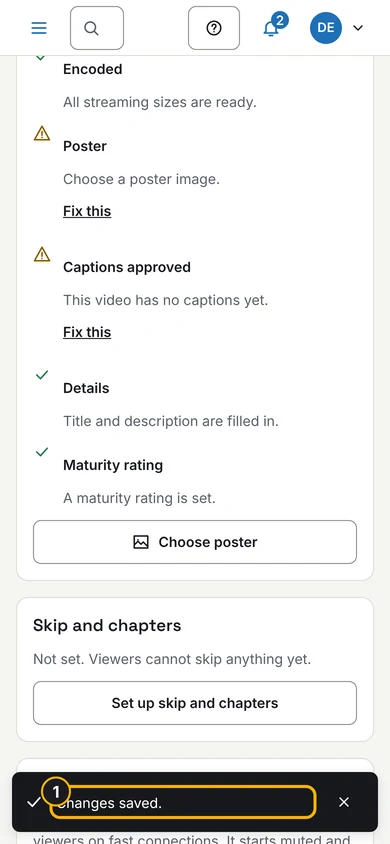 2
DE
Encoded
All streaming sizes are ready.
Poster
Choose a poster image.
Fix this
Captions approved
This video has no captions yet.
Fix this
Details
Title and description are filled in.
Maturity rating
A maturity rating is set.
Choose poster
Skip and chapters
Not set. Viewers cannot skip anything yet.
Set up skip and chapters
1
Changes saved.
viewers on fast connections. It starts muted and